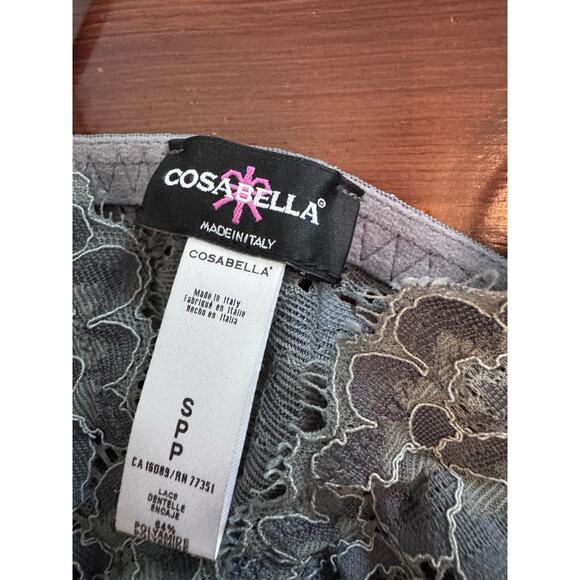 COSABELLA®
MADE IN ITALY
COSABELLA®
Made in Italy
Fabriqué en Italie
Hecho en Italia
S
P
P
CA 16089/RN 77351
LACE
DENTELLE
ENCAJE
84%
POLYAMIDE